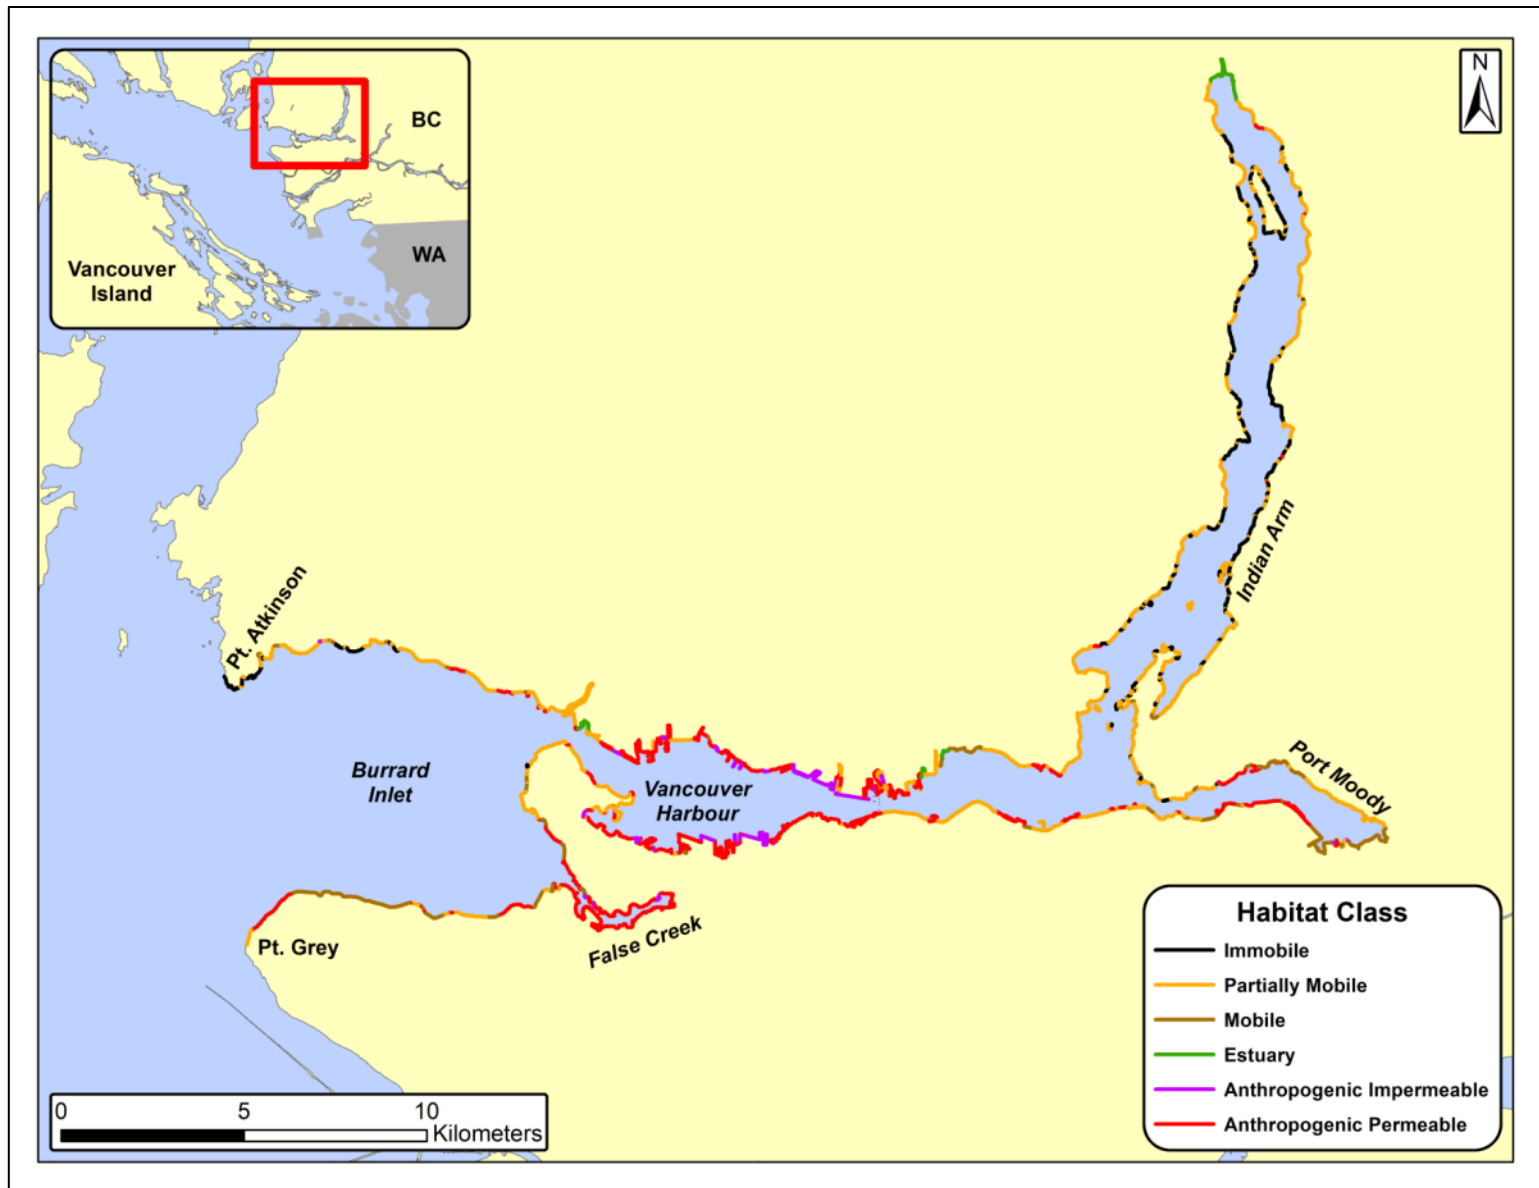 BC
WA
Vancouver
Island
N
Pt. Atkinson
Indian Arm
Burrard
Inlet
Vancouver
Harbour
Port Moody
Pt. Grey
False Creek
Habitat Class
Immobile
Partially Mobile
Mobile
Estuary
Anthropogenic Impermeable
Anthropogenic Permeable
0 5 10
Kilometers